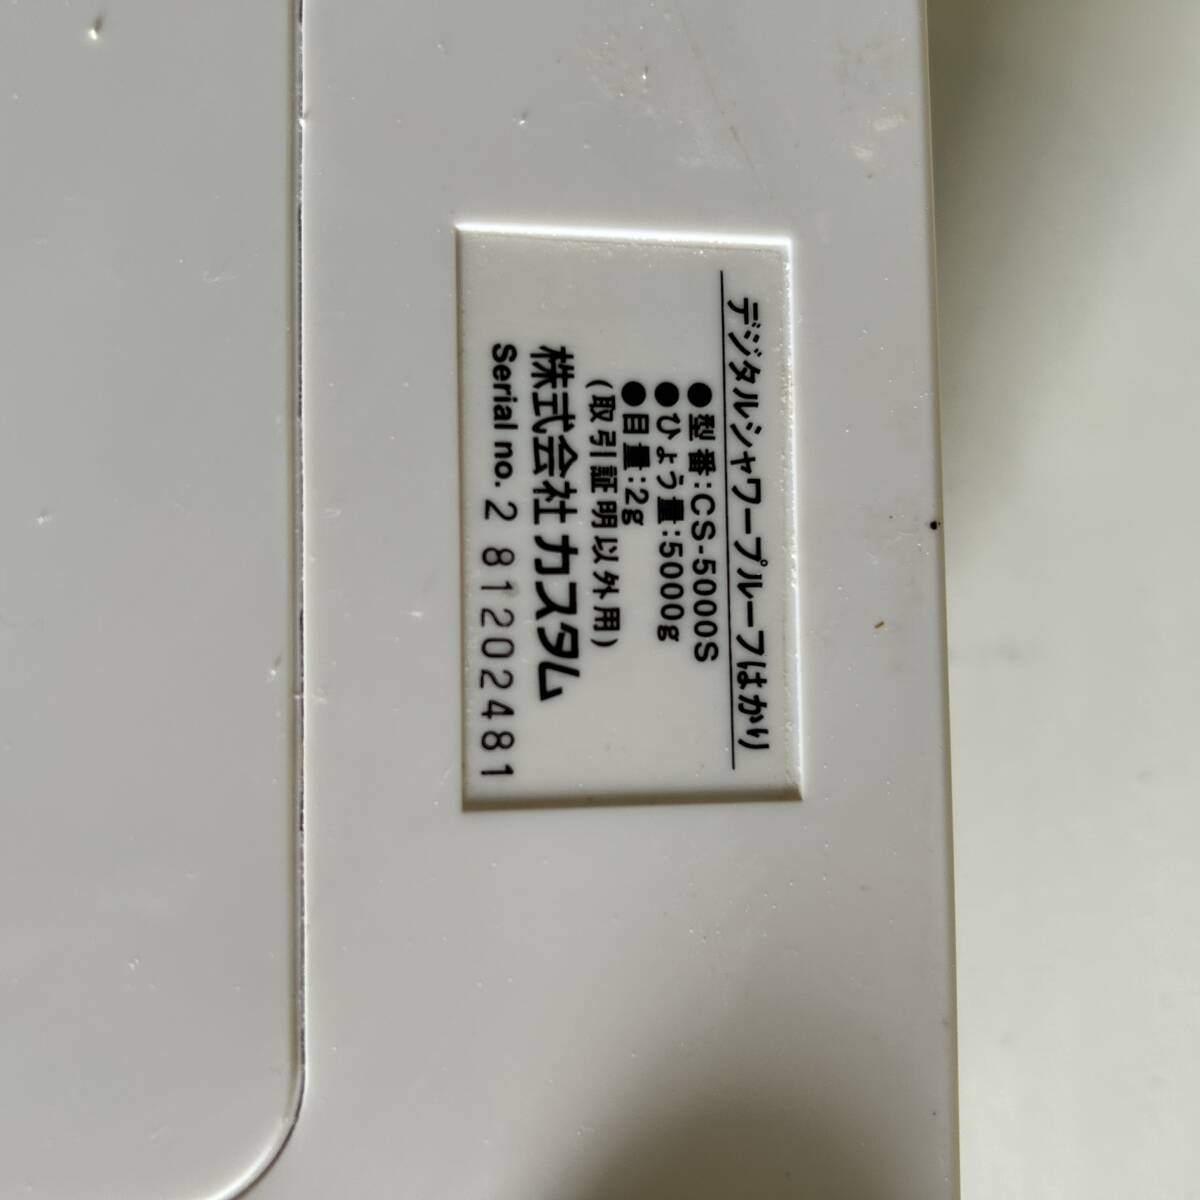 デジタルシャワープルーフはかり
●型番:CS-5000S
●ひょう量:5000g
●目量:2g
(取引証明以外用)
株式会社カスタム
Serial no. 2 81202481